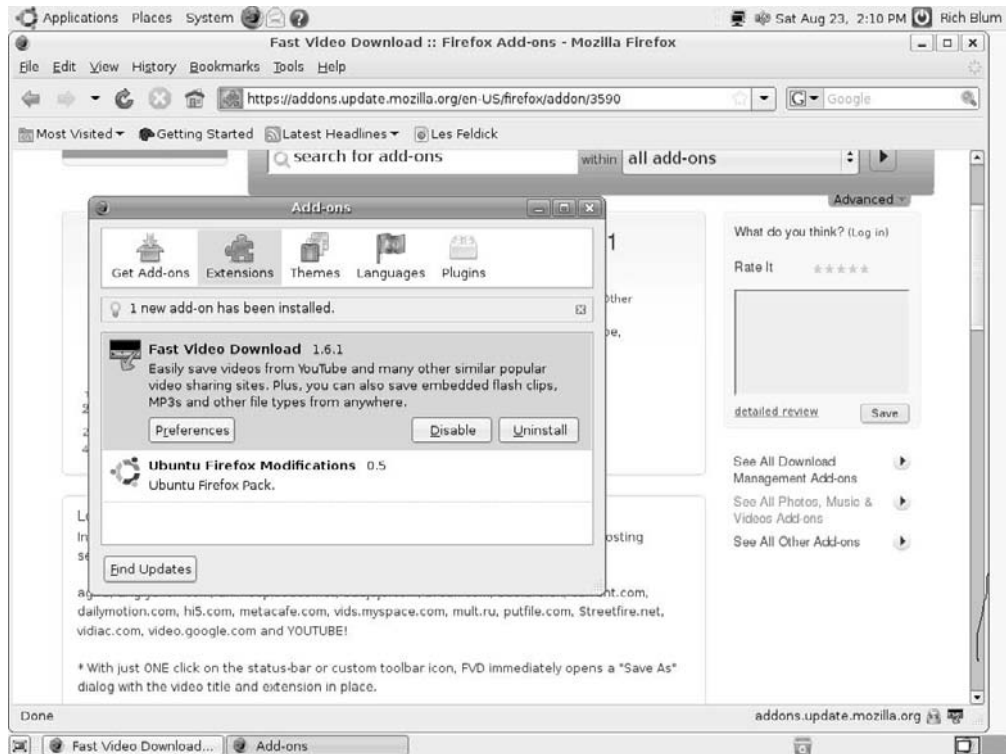 Applications Places System
Sat Aug 23, 2:10 PM Rich Blum
Fast Video Download :: Firefox Add-ons - Mozilla Firefox
File Edit View History Bookmarks Tools Help
https://addons.update.mozilla.org/en-US/firefox/addon/3590
G Google
Most Visited Getting Started Latest Headlines Les Feldick
search for add-ons within all add-ons
Advanced
Add-ons
Get Add-ons Extensions Themes Languages Plugins
1 new add-on has been installed.
Fast Video Download 1.6.1
Easily save videos from YouTube and many other similar popular
video sharing sites. Plus, you can also save embedded flash clips,
MP3s and other file types from anywhere.
Preferences Disable Uninstall
Ubuntu Firefox Modifications 0.5
Ubuntu Firefox Pack.
Find Updates
1
What do you think? (Log in)
Rate It
detailed review Save
See All Download
Management Add-ons
See All Photos, Music &
Videos Add-ons
See All Other Add-ons
dailymotion.com, hi5.com, metacafe.com, vids.myspace.com, mult.ru, putfile.com, Streetfire.net,
vidiac.com, video.google.com and YOUTUBE!
* With just ONE click on the status-bar or custom toolbar icon, FVD immediately opens a "Save As"
dialog with the video title and extension in place.
Done addons.update.mozilla.org
Fast Video Download... Add-ons